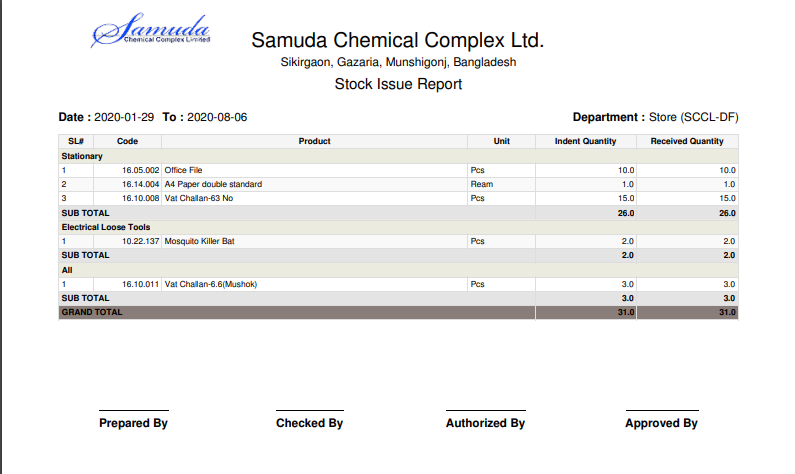 Samuda
Chemical Complex Limited
Samuda Chemical Complex Ltd.
Sikirgaon, Gazaria, Munshigonj, Bangladesh
Stock Issue Report
Date : 2020-01-29 To : 2020-08-06 Department : Store (SCCL-DF)
SL# Code Product Unit Indent Quantity Received Quantity
Stationary
1 16.05.002 Office File Pcs 10.0 10.0
2 16.14.004 A4 Paper double standard Ream 1.0 1.0
3 16.10.008 Vat Challan-63 No Pcs 15.0 15.0
SUB TOTAL 26.0 26.0
Electrical Loose Tools
1 10.22.137 Mosquito Killer Bat Pcs 2.0 2.0
SUB TOTAL 2.0 2.0
All
1 16.10.011 Vat Challan-6.6(Mushok) Pcs 3.0 3.0
SUB TOTAL 3.0 3.0
GRAND TOTAL 31.0 31.0
Prepared By Checked By Authorized By Approved By